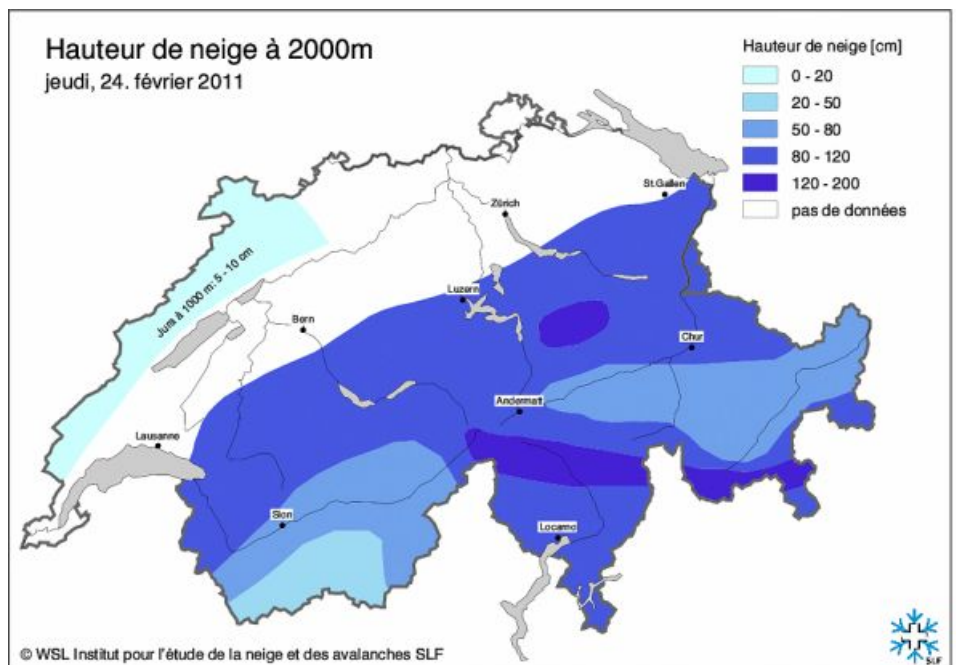 Hauteur de neige à 2000m
jeudi, 24. février 2011
Hauteur de neige [cm]
0 - 20
20 - 50
50 - 80
80 - 120
120 - 200
pas de données
St.Gallen
Zürich
Jura à 1000 m: 5 - 10 cm
Luzern
Bern
Chur
Andermatt
Lausanne
Sion
Locarno
© WSL Institut pour l'étude de la neige et des avalanches SLF
SLF